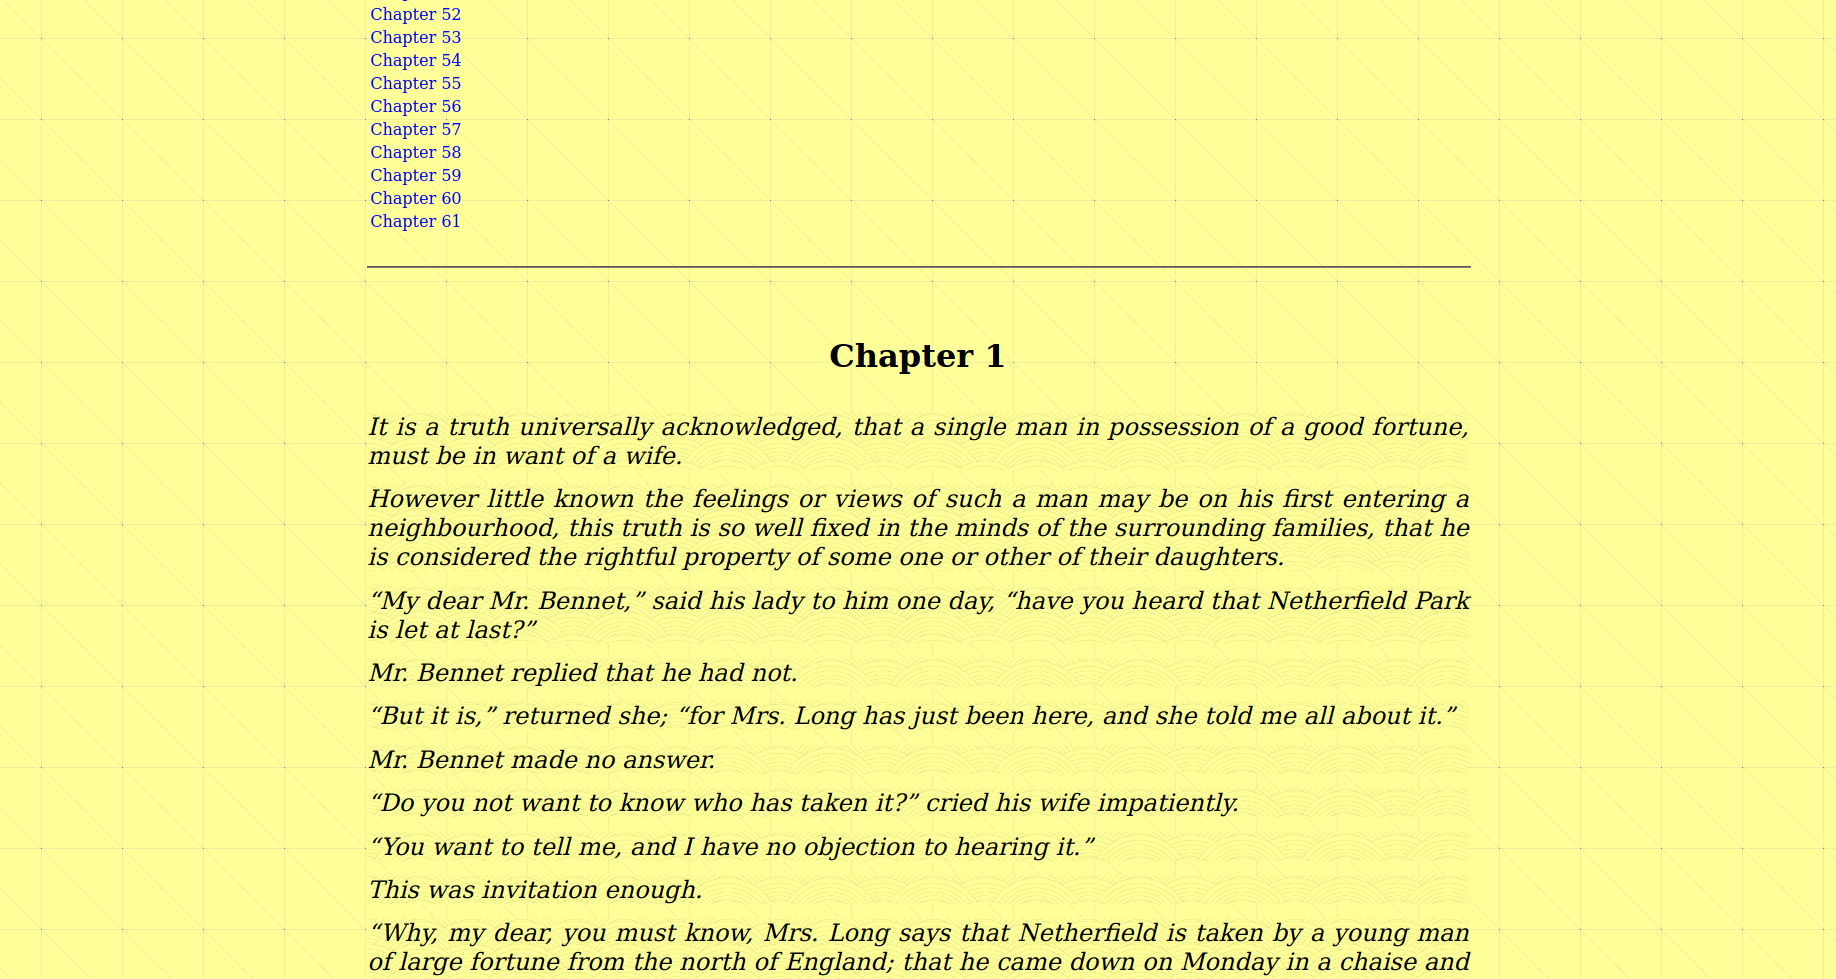 Chapter 52
Chapter 53
Chapter 54
Chapter 55
Chapter 56
Chapter 57
Chapter 58
Chapter 59
Chapter 60
Chapter 61
Chapter 1
It is a truth universally acknowledged, that a single man in possession of a good fortune,
must be in want of a wife.
However little known the feelings or views of such a man may be on his first entering a
neighbourhood, this truth is so well fixed in the minds of the surrounding families, that he
is considered the rightful property of some one or other of their daughters.
“My dear Mr. Bennet,” said his lady to him one day, “have you heard that Netherfield Park
is let at last?”
Mr. Bennet replied that he had not.
“But it is,” returned she; “for Mrs. Long has just been here, and she told me all about it.”
Mr. Bennet made no answer.
“Do you not want to know who has taken it?” cried his wife impatiently.
“You want to tell me, and I have no objection to hearing it.”
This was invitation enough.
“Why, my dear, you must know, Mrs. Long says that Netherfield is taken by a young man
of large fortune from the north of England; that he came down on Monday in a chaise and